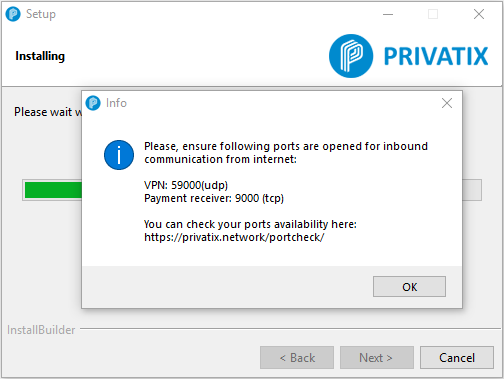 Setup
Installing
PRIVATIX
Please wait
Info
Please, ensure following ports are opened for inbound
communication from internet:
VPN: 59000(udp)
Payment receiver: 9000 (tcp)
You can check your ports availability here:
https://privatix.network/portcheck/
OK
InstallBuilder
< Back
Next >
Cancel